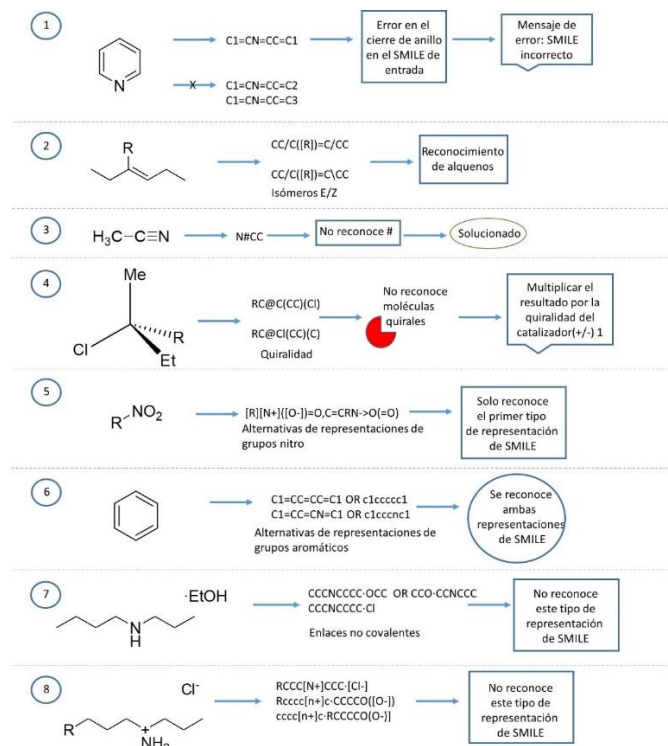 1
N
C1=CN=CC=C1
X
C1=CN=CC=C2
C1=CN=CC=C3
Error en el
cierre de anillo
en el SMILE de
entrada
Mensaje de
error: SMILE
incorrecto
2
R
CC/C([R])=C/CC
CC/C([R])=C\CC
Isómeros E/Z
Reconocimiento
de alquenos
3
H3C-C≡N
N#CC
No reconoce #
Solucionado
4
Me
Cl
R
Et
RC@C(CC)(Cl)
RC@Cl(CC)(C)
Quiralidad
No reconoce
moléculas
quirales
Multiplicar el
resultado por la
quiralidad del
catalizador(+/-) 1
5
R-NO2
[R][N+]([O-])=O,C=CRN->O(=O)
Alternativas de representaciones de
grupos nitro
Solo reconoce
el primer tipo
de representación
de SMILE
6
C1=CC=CC=C1 OR c1ccccc1
C1=CC=CN=C1 OR c1cccnc1
Alternativas de representaciones de
grupos aromáticos
Se reconoce
ambas
representaciones
de SMILE
7
·EtOH
N
H
CCCNCCCC·OCC OR CCO·CCNCCC
CCCNCCCC·Cl
Enlaces no covalentes
No reconoce
este tipo de
representación
de SMILE
8
Cl-
R
+
NH2
RCCC[N+]CCC·[Cl-]
Rcccc[n+]c·CCCCO([O-])
cccc[n+]c·RCCCCO(O-)]
No reconoce
este tipo de
representación
de SMILE